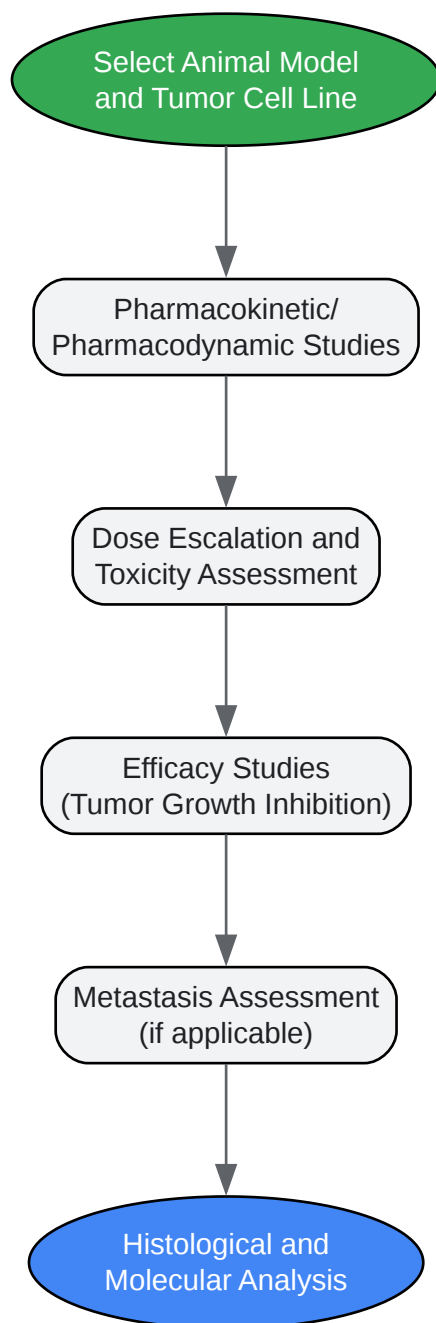 Select Animal Model
and Tumor Cell Line
Pharmacokinetic/
Pharmacodynamic Studies
Dose Escalation and
Toxicity Assessment
Efficacy Studies
(Tumor Growth Inhibition)
Metastasis Assessment
(if applicable)
Histological and
Molecular Analysis